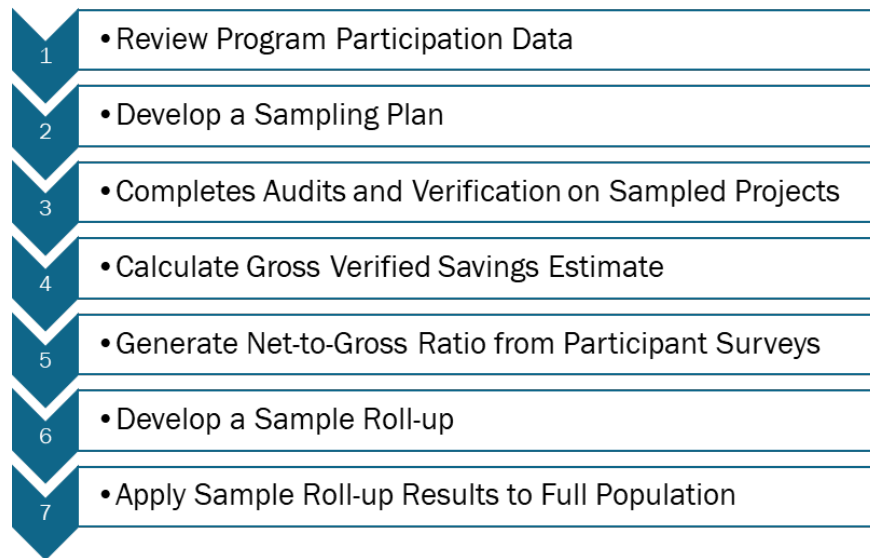 1 •Review Program Participation Data
2 •Develop a Sampling Plan
3 •Completes Audits and Verification on Sampled Projects
4 •Calculate Gross Verified Savings Estimate
5 •Generate Net-to-Gross Ratio from Participant Surveys
6 •Develop a Sample Roll-up
7 •Apply Sample Roll-up Results to Full Population